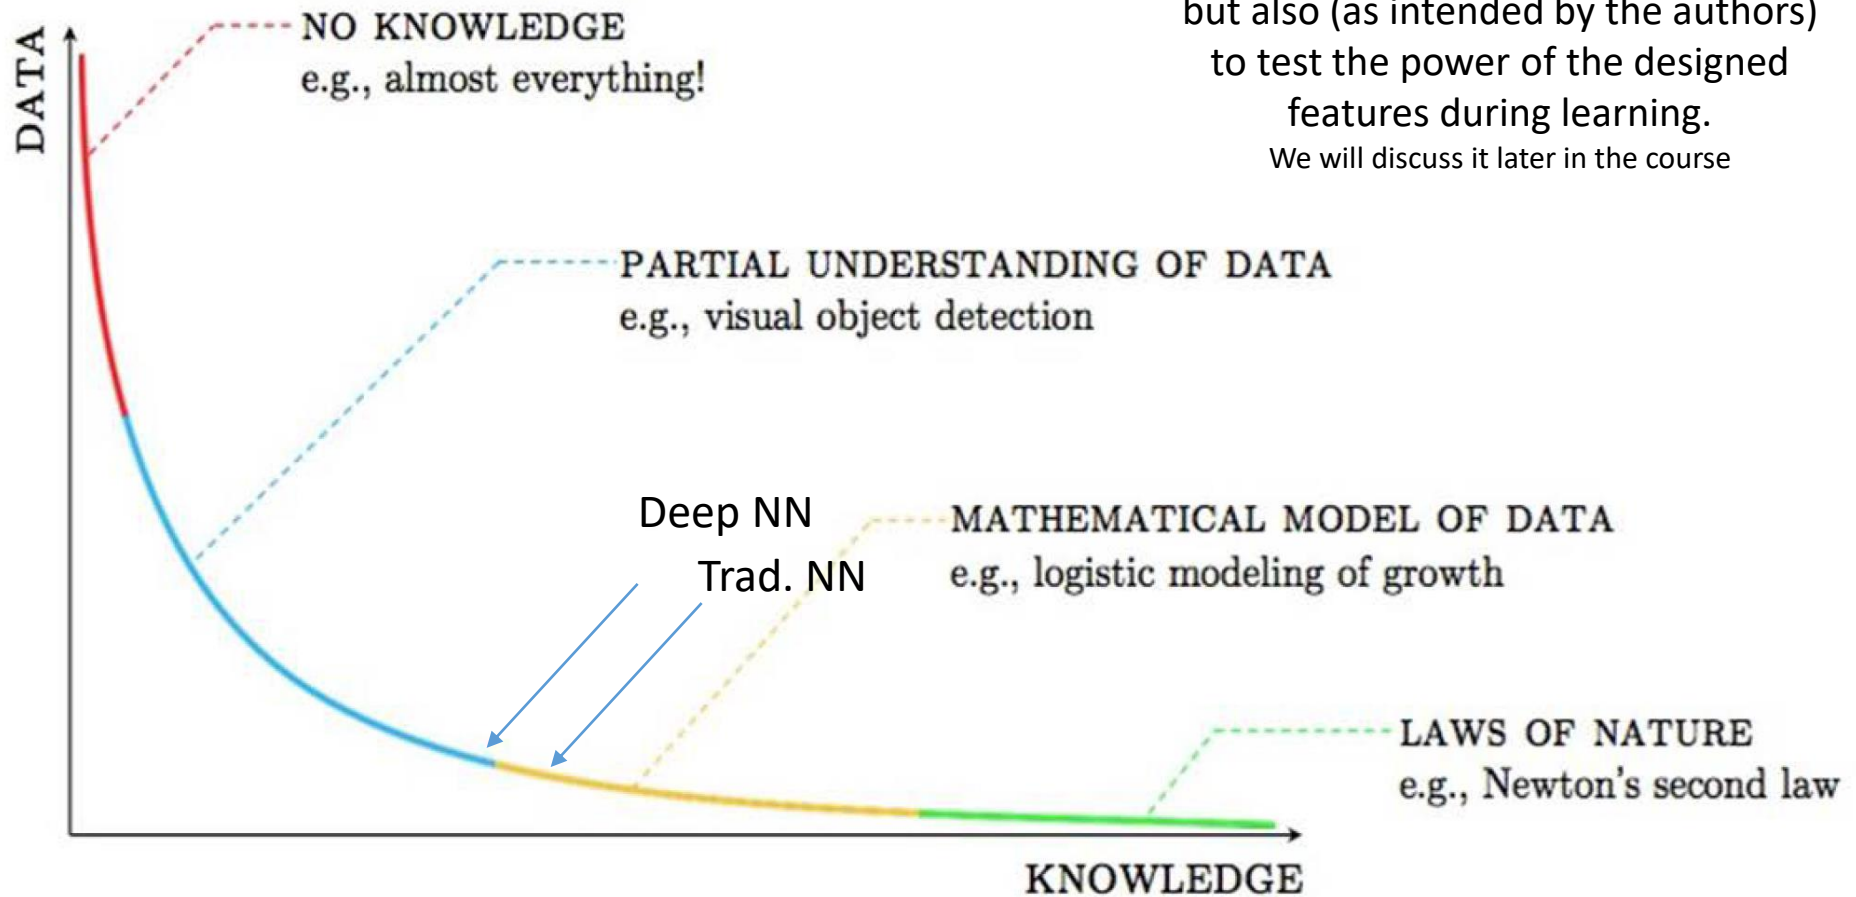 but also (as intended by the authors)
to test the power of the designed
features during learning.
We will discuss it later in the course
DATA
NO KNOWLEDGE
e.g., almost everything!
PARTIAL UNDERSTANDING OF DATA
e.g., visual object detection
Deep NN
Trad. NN
MATHEMATICAL MODEL OF DATA
e.g., logistic modeling of growth
LAWS OF NATURE
e.g., Newton's second law
KNOWLEDGE